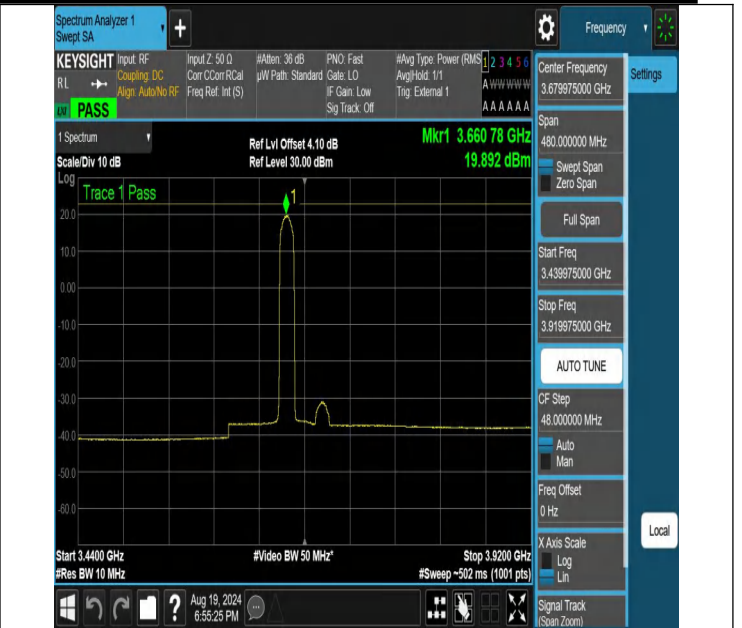 Spectrum Analyzer 1
Swept SA
+
Frequency
KEYSIGHT
RL
PASS
Input: RF
Coupling: DC
Align: Auto/No RF
Input Z: 50 Ω
Corr CCorr RCal
Freq Ref: Int (S)
#Atten: 36 dB
µW Path: Standard
PNO: Fast
Gate: LO
IF Gain: Low
Sig Track: Off
#Avg Type: Power (RMS
Avg|Hold: 1/1
Trig: External 1
1 2 3 4 5 6
A W W W W W
A A A A A A
1 Spectrum
Scale/Div 10 dB
Log
Ref Lvl Offset 4.10 dB
Ref Level 30.00 dBm
Mkr1 3.660 78 GHz
19.892 dBm
Trace 1 Pass
1
20.0
10.0
0.00
-10.0
-20.0
-30.0
-40.0
-50.0
-60.0
Start 3.4400 GHz
#Res BW 10 MHz
#Video BW 50 MHz*
Stop 3.9200 GHz
#Sweep ~502 ms (1001 pts)
Center Frequency
3.679975000 GHz
Settings
Span
480.000000 MHz
Swept Span
Zero Span
Full Span
Start Freq
3.439975000 GHz
Stop Freq
3.919975000 GHz
AUTO TUNE
CF Step
48.000000 MHz
Auto
Man
Freq Offset
0 Hz
X Axis Scale
Log
Lin
Local
Signal Track
(Span Zoom)
?
Aug 19, 2024
6:55:25 PM